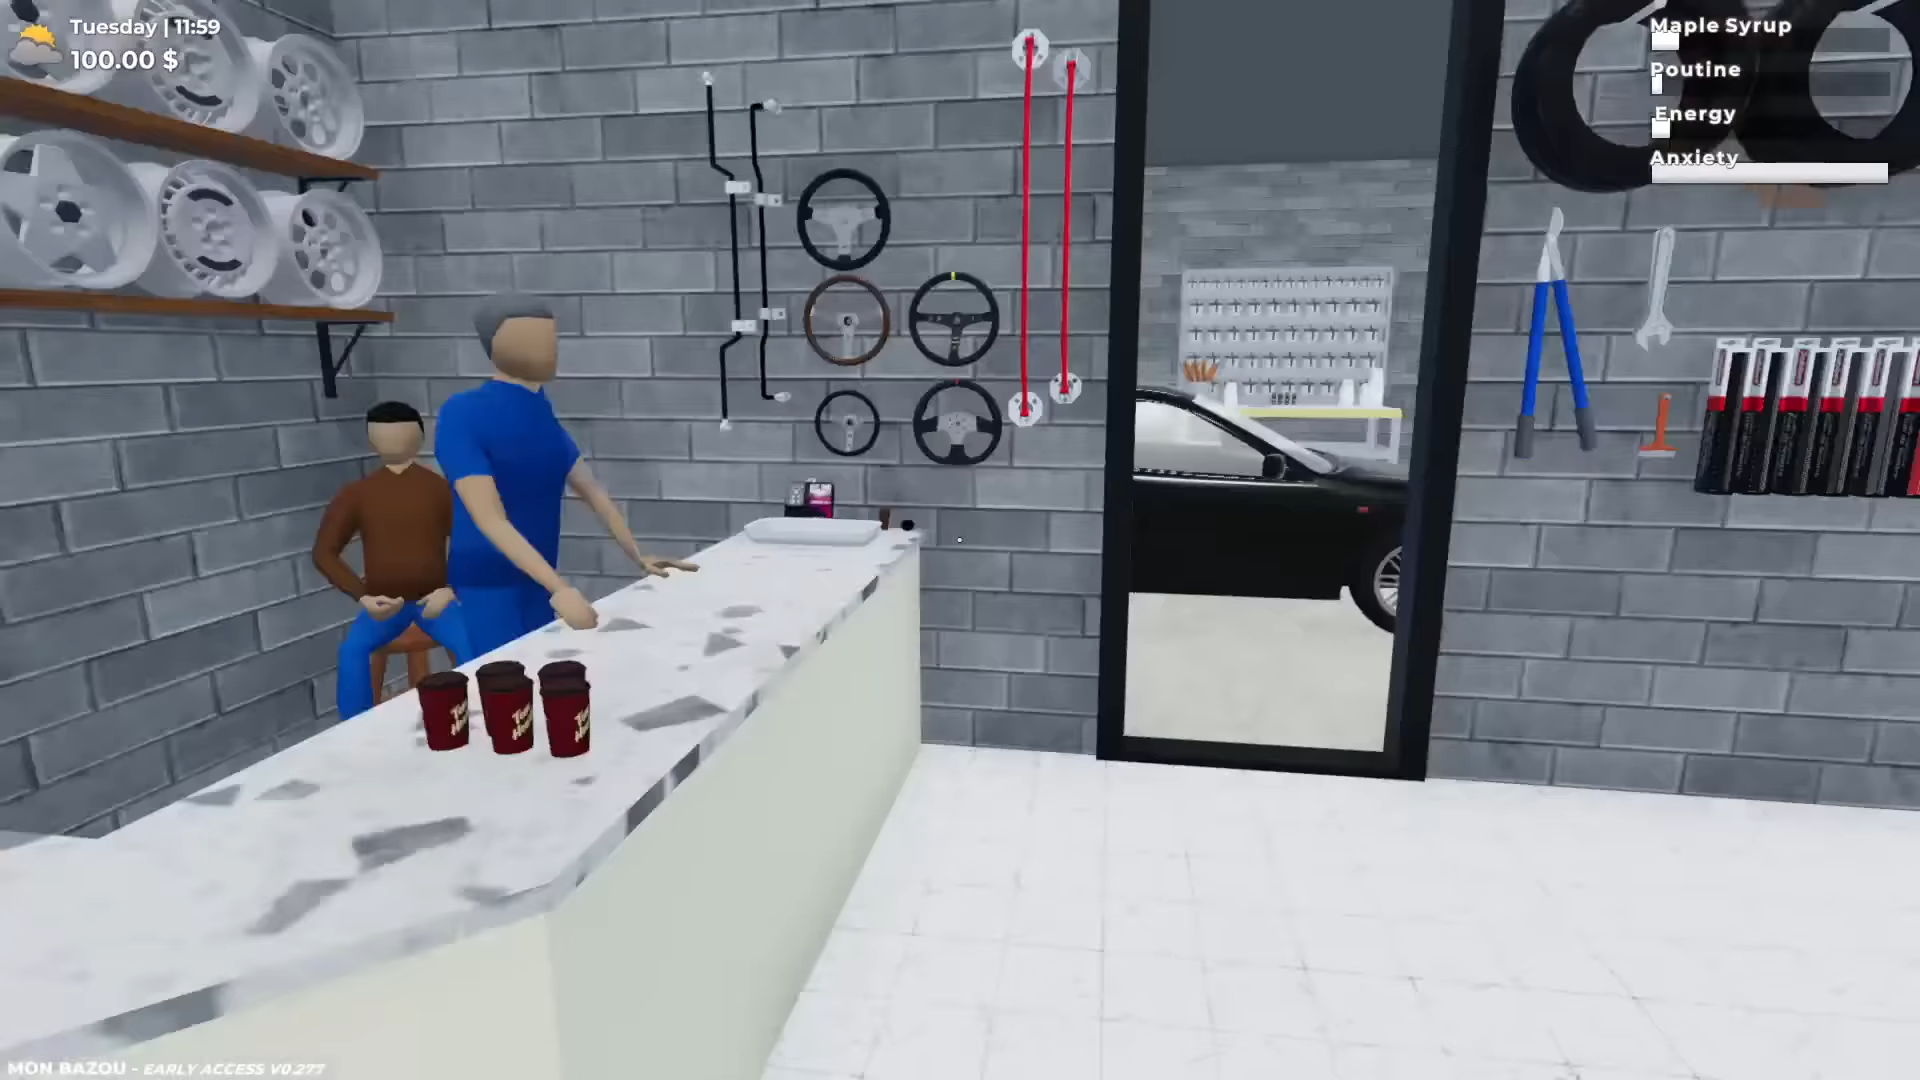 Tuesday | 11:59
100.00 $
Maple Syrup
Poutine
Energy
Anxiety
MON BAZOU - EARLY ACCESS V0.277